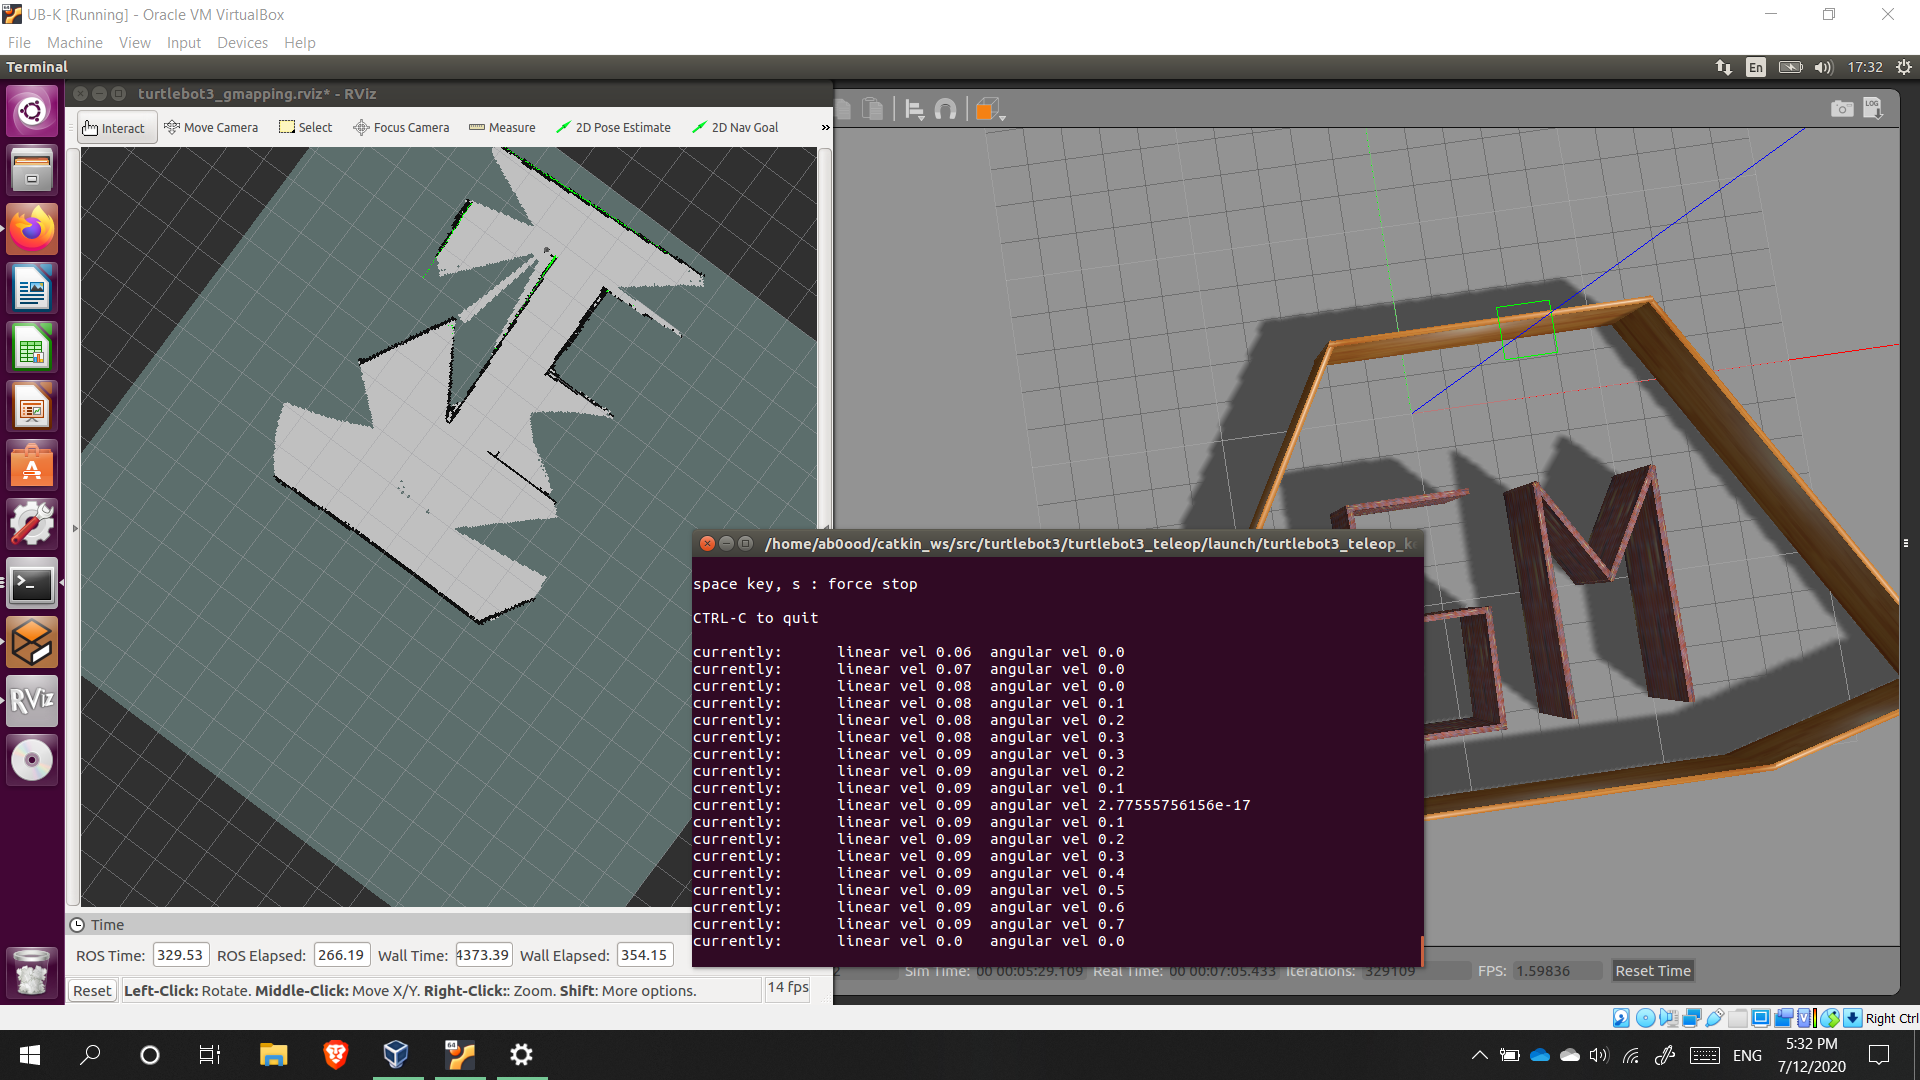 UB-K [Running] - Oracle VM VirtualBox
File Machine View Input Devices Help
Terminal
En
17:32
turtlebot3_gmapping.rviz* - RViz
Interact Move Camera Select Focus Camera Measure 2D Pose Estimate 2D Nav Goal »
LOG
/home/ab0ood/catkin_ws/src/turtlebot3/turtlebot3_teleop/launch/turtlebot3_teleop_k
space key, s : force stop
CTRL-C to quit
currently: linear vel 0.06 angular vel 0.0
currently: linear vel 0.07 angular vel 0.0
currently: linear vel 0.08 angular vel 0.0
currently: linear vel 0.08 angular vel 0.1
currently: linear vel 0.08 angular vel 0.2
currently: linear vel 0.08 angular vel 0.3
currently: linear vel 0.09 angular vel 0.3
currently: linear vel 0.09 angular vel 0.2
currently: linear vel 0.09 angular vel 0.1
currently: linear vel 0.09 angular vel 2.77555756156e-17
currently: linear vel 0.09 angular vel 0.1
currently: linear vel 0.09 angular vel 0.2
currently: linear vel 0.09 angular vel 0.3
currently: linear vel 0.09 angular vel 0.4
currently: linear vel 0.09 angular vel 0.5
currently: linear vel 0.09 angular vel 0.6
currently: linear vel 0.09 angular vel 0.7
currently: linear vel 0.0 angular vel 0.0
GM
RViz
Time
ROS Time: 329.53 ROS Elapsed: 266.19 Wall Time: 4373.39 Wall Elapsed: 354.15
Reset Left-Click: Rotate. Middle-Click: Move X/Y. Right-Click:: Zoom. Shift: More options. 14 fps
Sim Time: 00 00:05:29.109 Real Time: 00 00:07:05.433 Iterations: 329109 FPS: 1.59836 Reset Time
Right Ctrl
64
ENG
5:32 PM
7/12/2020